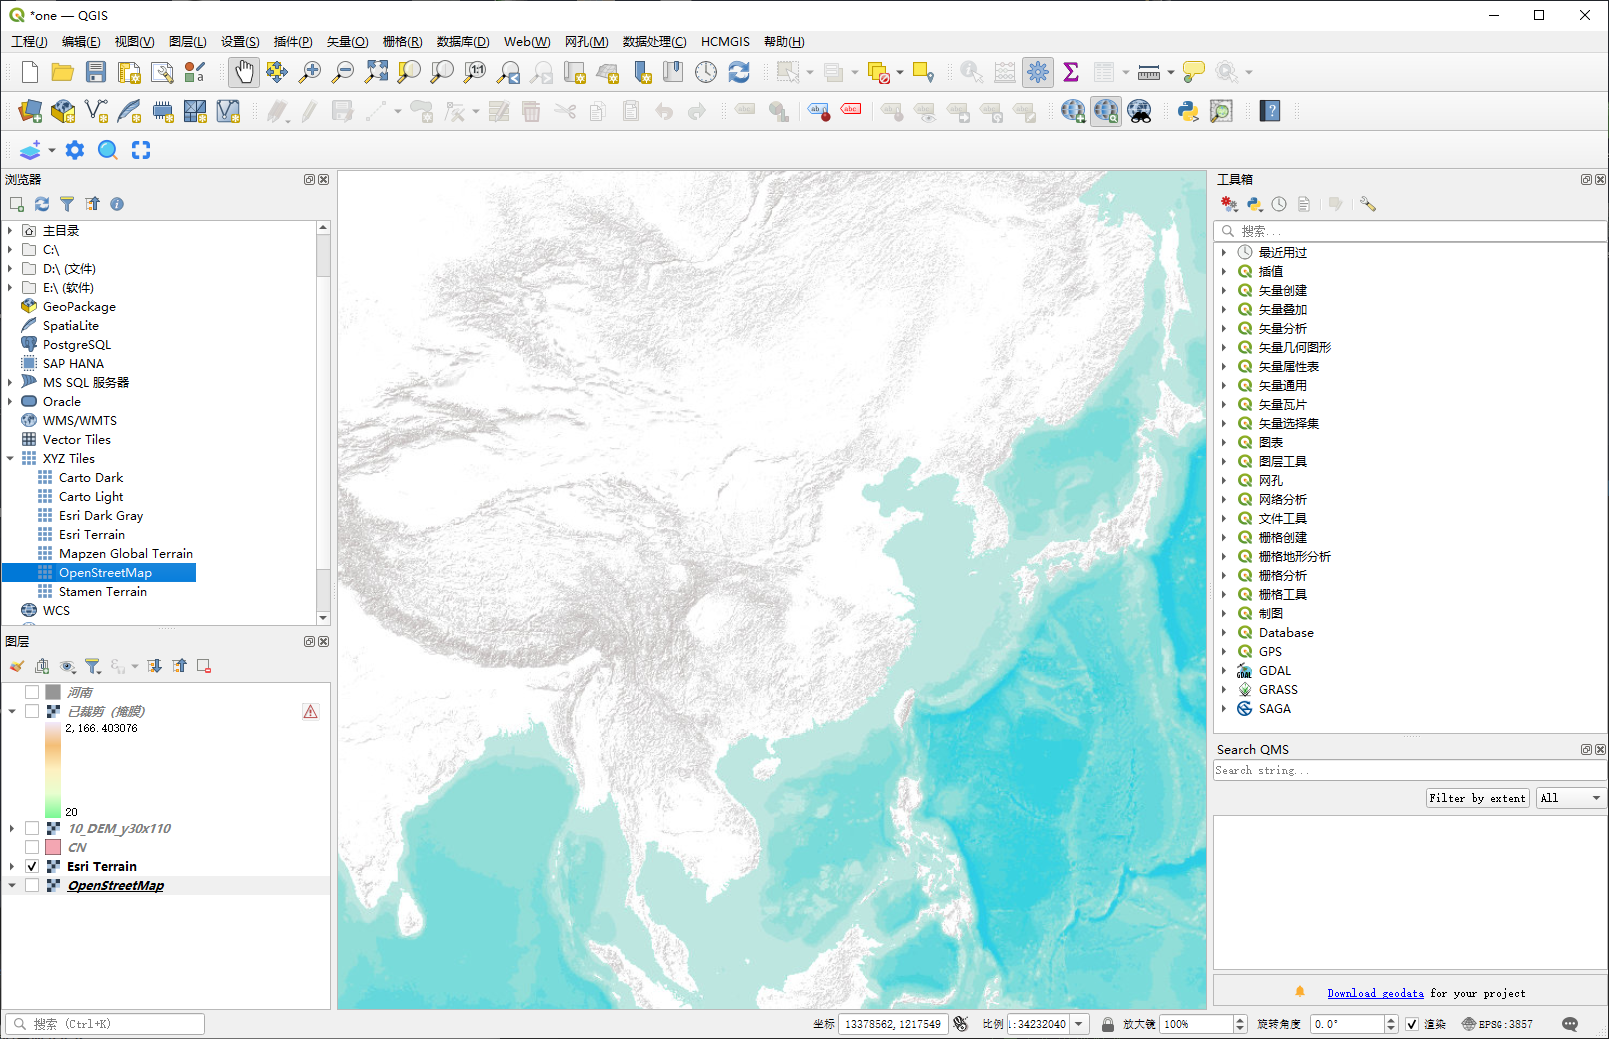 *one — QGIS
工程(J) 编辑(E) 视图(V) 图层(L) 设置(S) 插件(P) 矢量(O) 栅格(R) 数据库(D) Web(W) 网孔(M) 数据处理(C) HCMGIS 帮助(H)
浏览器
主目录
C:\
D:\ (文件)
E:\ (软件)
GeoPackage
SpatiaLite
PostgreSQL
SAP HANA
MS SQL 服务器
Oracle
WMS/WMTS
Vector Tiles
XYZ Tiles
Carto Dark
Carto Light
Esri Dark Gray
Esri Terrain
Mapzen Global Terrain
OpenStreetMap
Stamen Terrain
WCS
图层
河南
已裁剪 (掩膜)
2,166.403076
20
10_DEM_y30x110
CN
Esri Terrain
OpenStreetMap
工具箱
搜索...
最近用过
插值
矢量创建
矢量叠加
矢量分析
矢量几何图形
矢量属性表
矢量通用
矢量瓦片
矢量选择集
图表
图层工具
网孔
网络分析
文件工具
栅格创建
栅格地形分析
栅格分析
栅格工具
制图
Database
GPS
GDAL
GRASS
SAGA
Search QMS
Search string...
Filter by extent All
Download geodata for your project
搜索 (Ctrl+K) 坐标 13378562,1217549 比例 1:34232040 放大镜 100% 旋转角度 0.0° 渲染 EPSG:3857